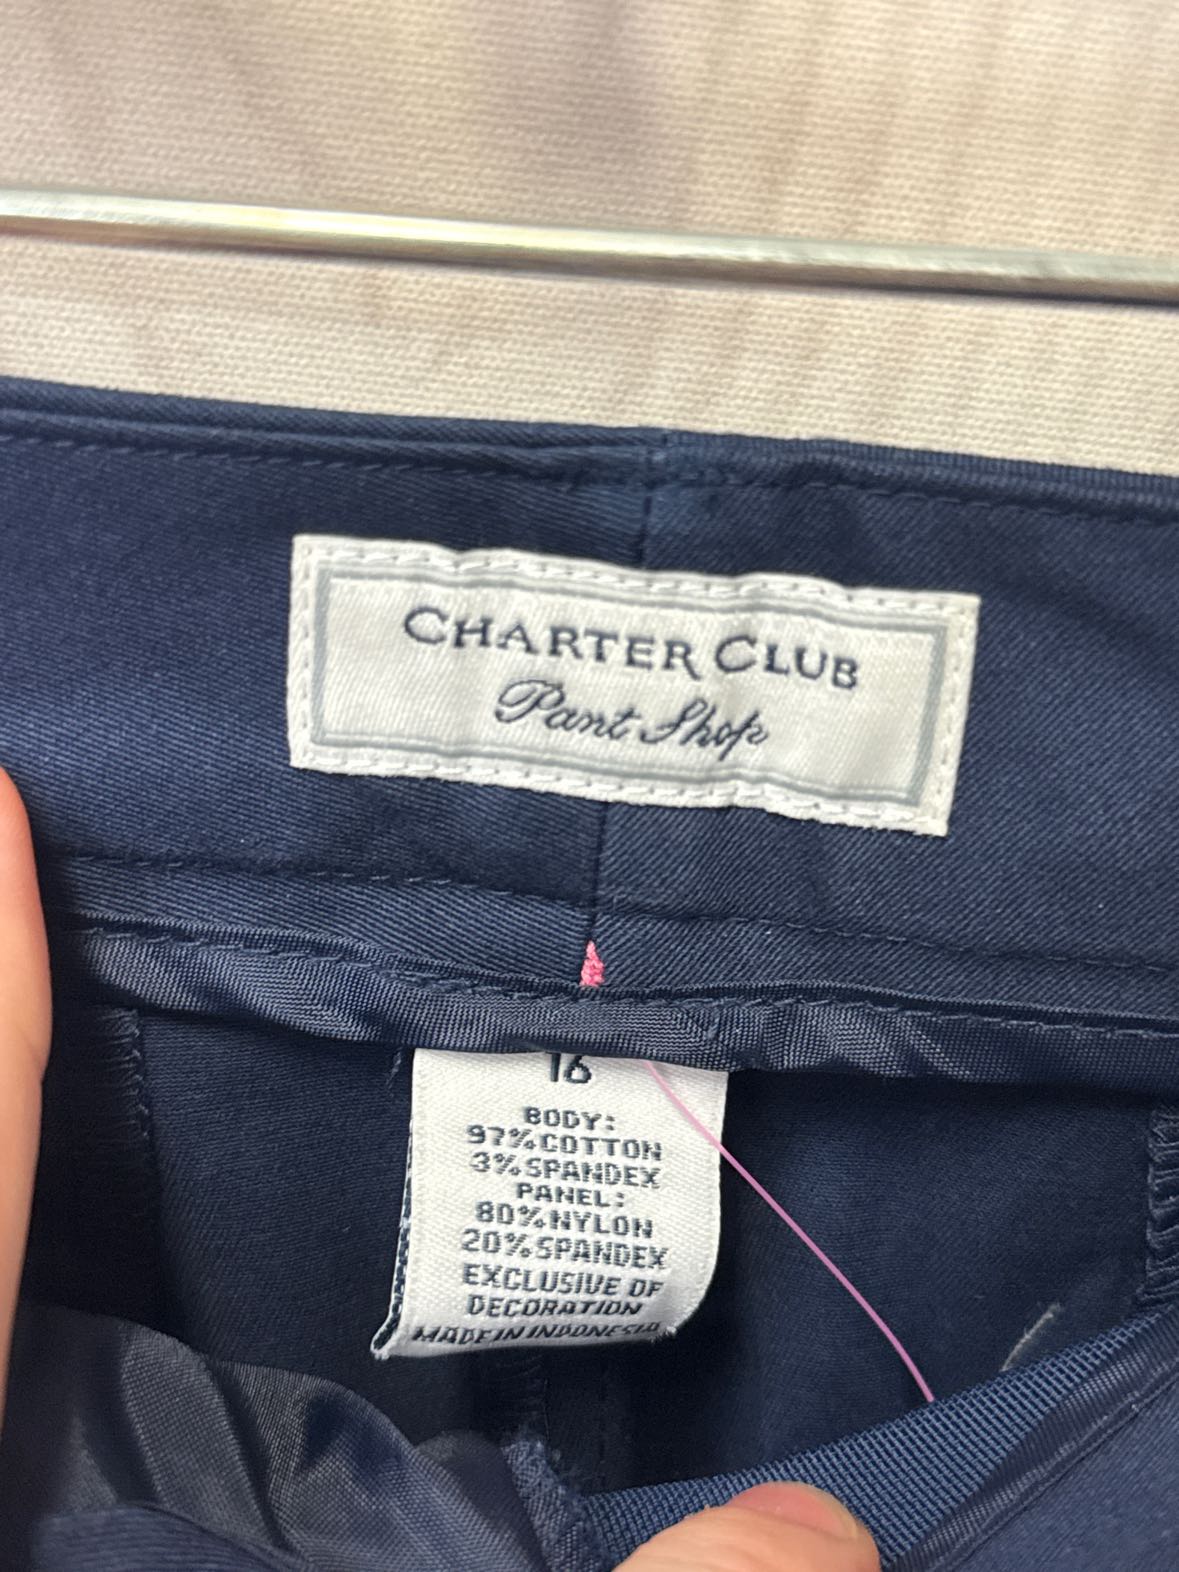 CHARTER CLUB
Pant Shop
16
BODY:
97%COTTON
3%SPANDEX
PANEL:
80%NYLON
20%SPANDEX
EXCLUSIVE OF
DECORATION
MADE IN INDONESIA